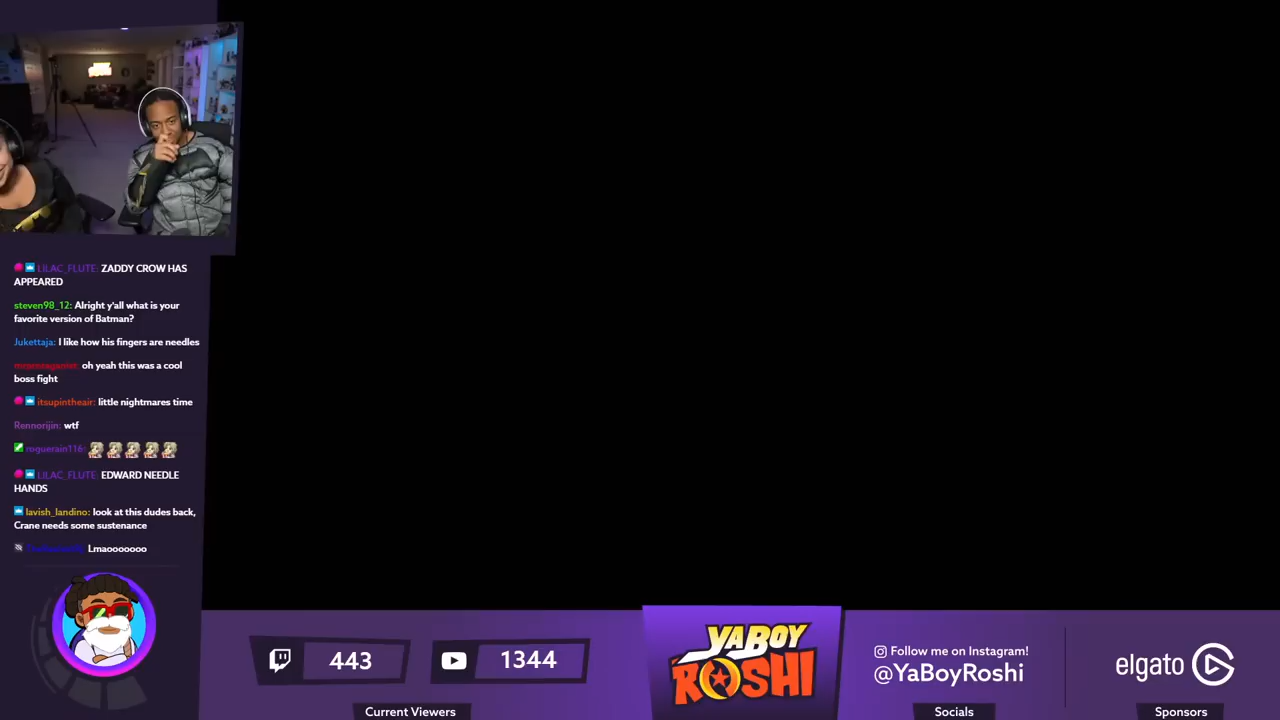 LILAC_FLUTE: ZADDY CROW HAS
APPEARED
steven98_12: Alright y'all what is your
favorite version of Batman?
Jukettaja: I like how his fingers are needles
oh yeah this was a cool
boss fight
itsupintheair: little nightmares time
Rennorijin: wtf
roguerain116:
LILAC_FLUTE: EDWARD NEEDLE
HANDS
lavish_landino: look at this dudes back,
Crane needs some sustenance
Lmaooooooo
443
1344
Current Viewers
YABOY
ROSHI
Follow me on Instagram!
@YaBoyRoshi
Socials
elgato
Sponsors